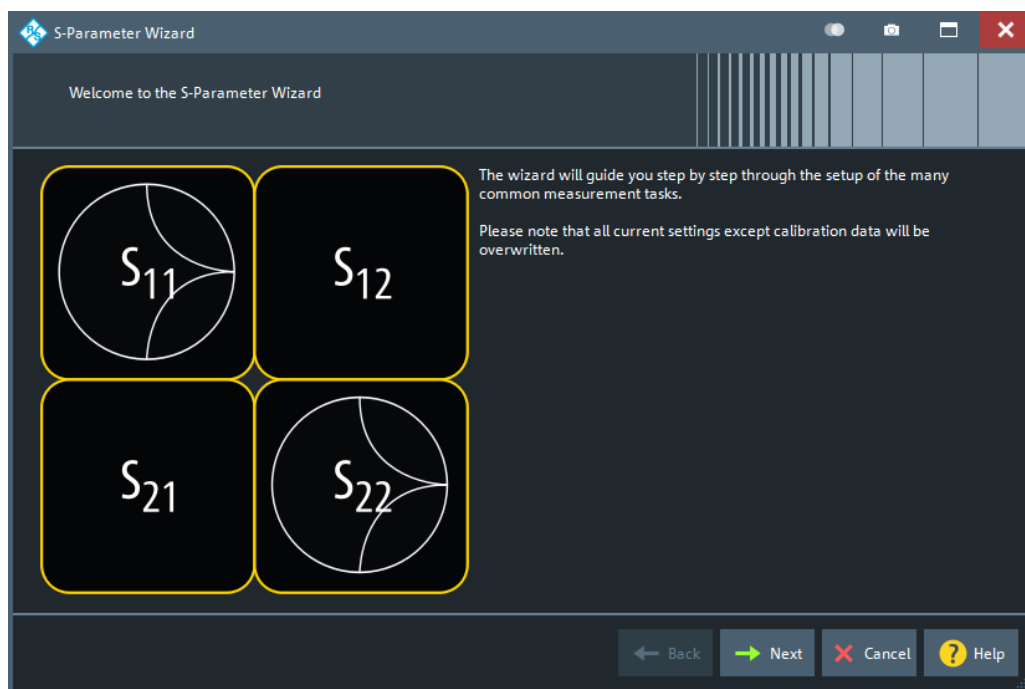 R&S S-Parameter Wizard
Welcome to the S-Parameter Wizard
The wizard will guide you step by step through the setup of the many
common measurement tasks.
Please note that all current settings except calibration data will be
overwritten.
S11
S12
S21
S22
Back
Next
Cancel
? Help